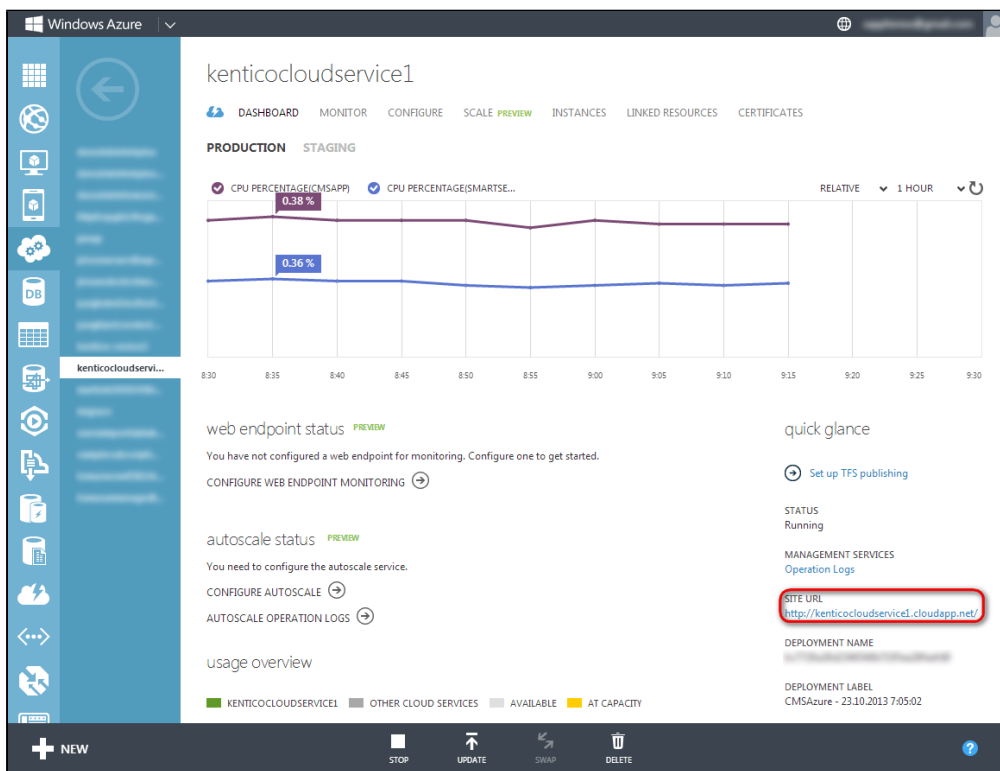 Windows Azure
kenticocloudservice1
DASHBOARD MONITOR CONFIGURE SCALE PREVIEW INSTANCES LINKED RESOURCES CERTIFICATES
PRODUCTION STAGING
CPU PERCENTAGE(CMSAPP) CPU PERCENTAGE(SMARTSE... RELATIVE 1 HOUR
0.38 %
0.36 %
DB
kenticocloudservi...
8:30 8:35 8:40 8:45 8:50 8:55 9:00 9:05 9:10 9:15 9:20 9:25 9:30
web endpoint status PREVIEW
You have not configured a web endpoint for monitoring. Configure one to get started.
CONFIGURE WEB ENDPOINT MONITORING
autoscale status PREVIEW
You need to configure the autoscale service.
CONFIGURE AUTOSCALE
AUTOSCALE OPERATION LOGS
usage overview
KENTICOCLOUDSERVICE1 OTHER CLOUD SERVICES AVAILABLE AT CAPACITY
quick glance
Set up TFS publishing
STATUS
Running
MANAGEMENT SERVICES
Operation Logs
SITE URL
http://kenticocloudservice1.cloudapp.net/
DEPLOYMENT NAME
DEPLOYMENT LABEL
CMSAzure - 23.10.2013 7:05:02
NEW STOP UPDATE SWAP DELETE ?